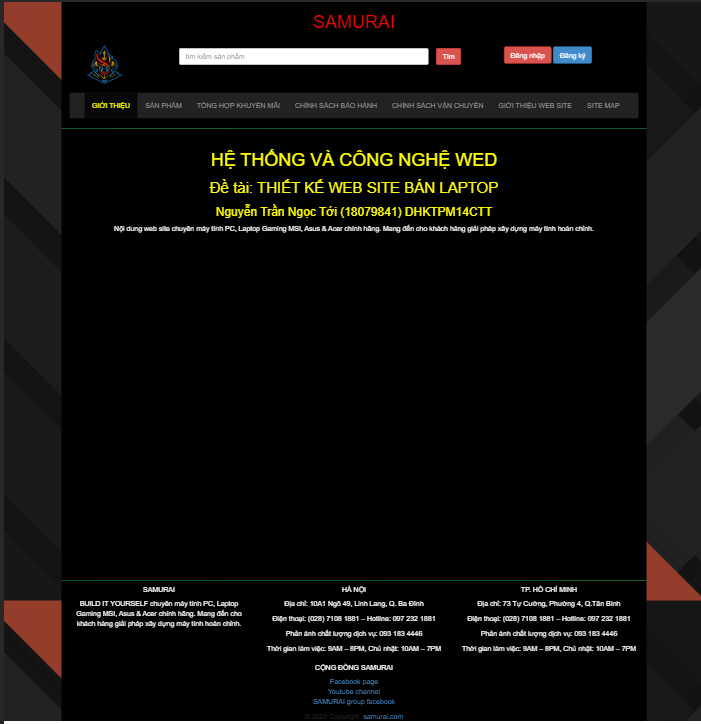 SAMURAI
tìm kiếm sản phẩm
Tìm
Đăng nhập Đăng ký
GIỚI THIỆU SẢN PHẨM TỔNG HỢP KHUYẾN MÃI CHÍNH SÁCH BẢO HÀNH CHÍNH SÁCH VẬN CHUYỂN GIỚI THIỆU WEB SITE SITE MAP
HỆ THỐNG VÀ CÔNG NGHỆ WED
Đề tài: THIẾT KẾ WEB SITE BÁN LAPTOP
Nguyễn Trần Ngọc Tới (18079841) DHKTPM14CTT
Nội dung web site chuyên máy tính PC, Laptop Gaming MSI, Asus & Acer chính hãng. Mang đến cho khách hàng giải pháp xây dựng máy tính hoàn chỉnh.
SAMURAI
BUILD IT YOURSELF chuyên máy tính PC, Laptop
Gaming MSI, Asus & Acer chính hãng. Mang đến cho
khách hàng giải pháp xây dựng máy tính hoàn chỉnh.
HÀ NỘI
Địa chỉ: 10A1 Ngõ 49, Linh Lang, Q. Ba Đình
Điện thoại: (028) 7108 1881 – Hotline: 097 232 1881
Phản ánh chất lượng dịch vụ: 093 183 4446
Thời gian làm việc: 9AM – 8PM, Chủ nhật: 10AM – 7PM
TP. HỒ CHÍ MINH
Địa chỉ: 73 Tự Cường, Phường 4, Q.Tân Bình
Điện thoại: (028) 7108 1881 – Hotline: 097 232 1881
Phản ánh chất lượng dịch vụ: 093 183 4446
Thời gian làm việc: 9AM – 8PM, Chủ nhật: 10AM – 7PM
CỘNG ĐỒNG SAMURAI
Facebook page
Youtube channel
SAMURAI group facebook
© 2020 Copyright: samurai.com